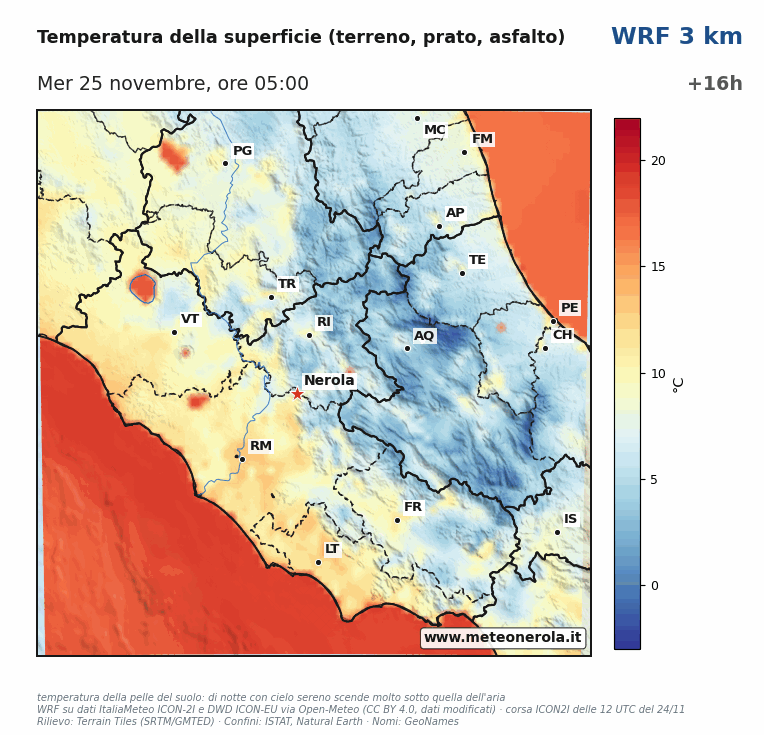 Temperatura della superficie (terreno, prato, asfalto)
WRF 3 km
Mer 25 novembre, ore 05:00
+16h
MC
FM
PG
AP
TE
TR
PE
VT
RI
AQ
CH
Nerola
RM
FR
IS
LT
www.meteonerola.it
20
15
10
5
0
°C
temperatura della pelle del suolo: di notte con cielo sereno scende molto sotto quella dell'aria
WRF su dati ItaliaMeteo ICON-2I e DWD ICON-EU via Open-Meteo (CC BY 4.0, dati modificati) · corsa ICON2I delle 12 UTC del 24/11
Rilievo: Terrain Tiles (SRTM/GMTED) · Confini: ISTAT, Natural Earth · Nomi: GeoNames